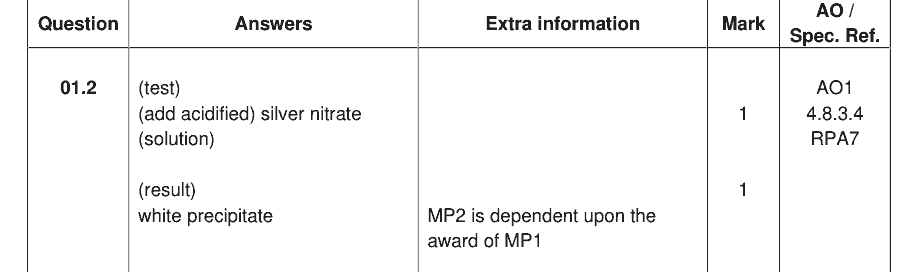 Question Answers Extra information Mark AO / Spec. Ref.
01.2 (test) AO1
(add acidified) silver nitrate 1 4.8.3.4
(solution) RPA7
(result) 1
white precipitate MP2 is dependent upon the
award of MP1